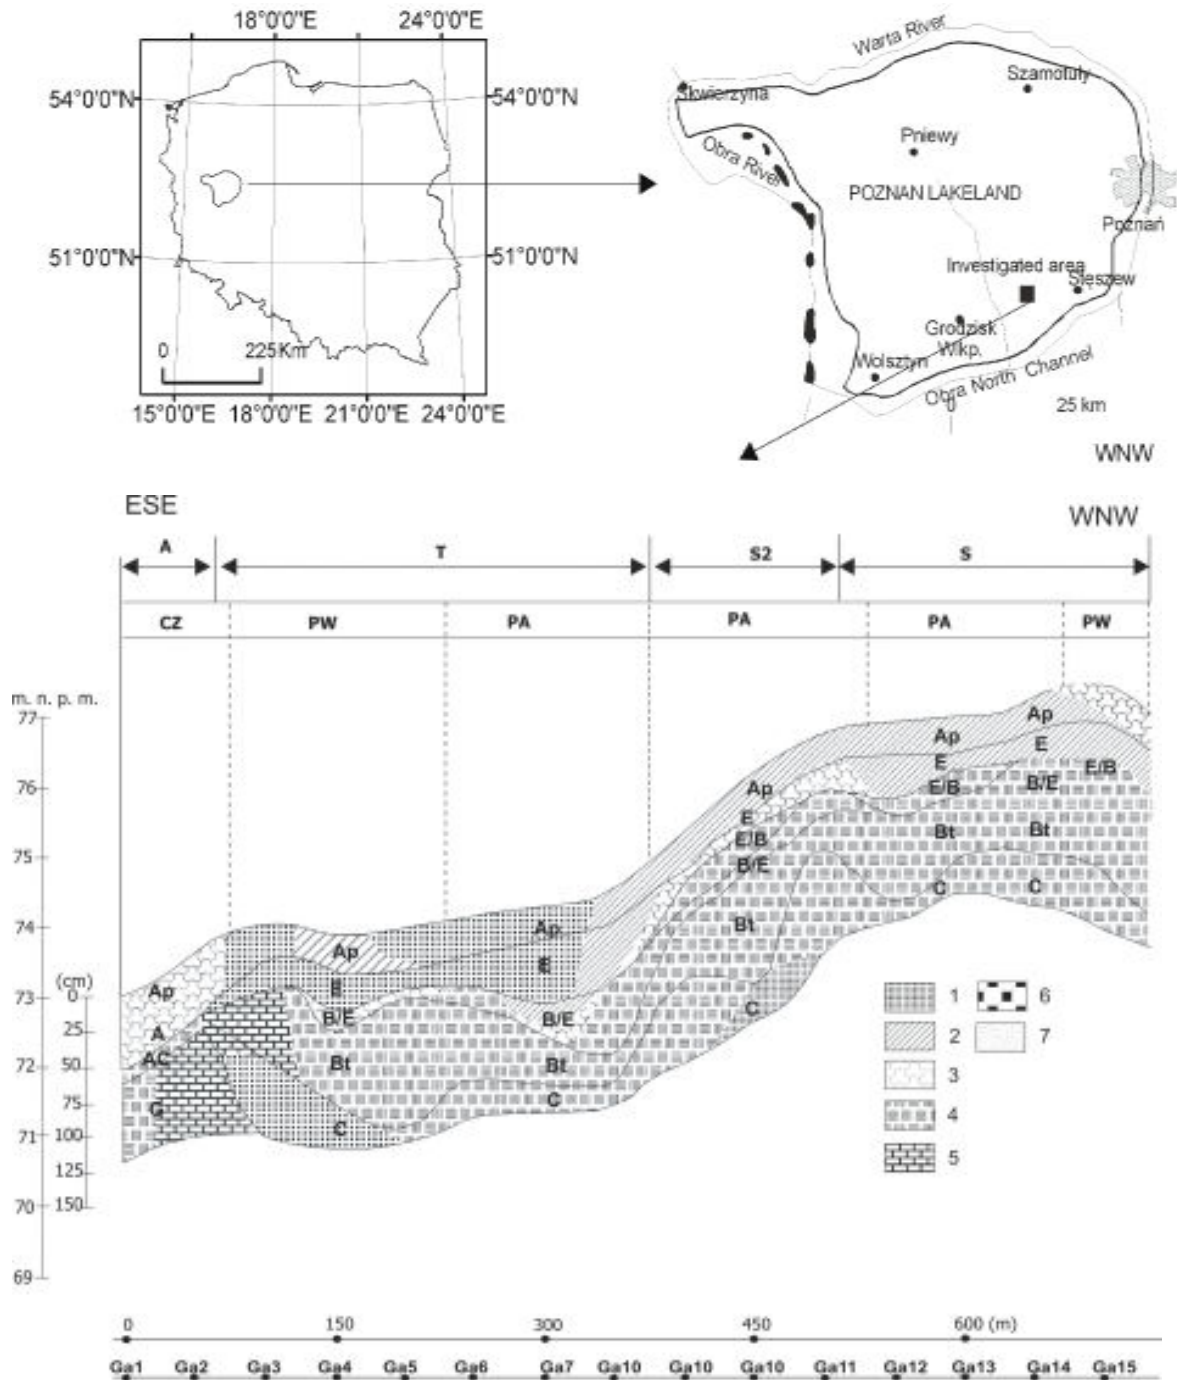 18°0'0"E 24°0'0"E
54°0'0"N 54°0'0"N
51°0'0"N 51°0'0"N
0 225 Km
15°0'0"E 18°0'0"E 21°0'0"E 24°0'0"E
Warta River
Skwierzyna
Szamotuły
Pniewy
Obra River
POZNAN LAKELAND
Poznań
Investigated area
Stęszew
Grodzisk
Wlkp.
Wolsztyn
Obra North Channel
0 25 km
WNW
ESE WNW
A T S2 S
CZ PW PA PA PA PW
m. n. p. m.
77
76
75
74
73
72
71
70
69
(cm)
0
25
50
75
100
125
150
Ap A AC G
Ap E B/E Bt C
Ap E B/E Bt C
Ap E E/B B/E Bt C
Ap E E/B Bt C
Ap E B/E Bt C
E/B
1 6
2 7
3
4
5
0 150 300 450 600 (m)
Ga1 Ga2 Ga3 Ga4 Ga5 Ga6 Ga7 Ga10 Ga10 Ga10 Ga11 Ga12 Ga13 Ga14 Ga15